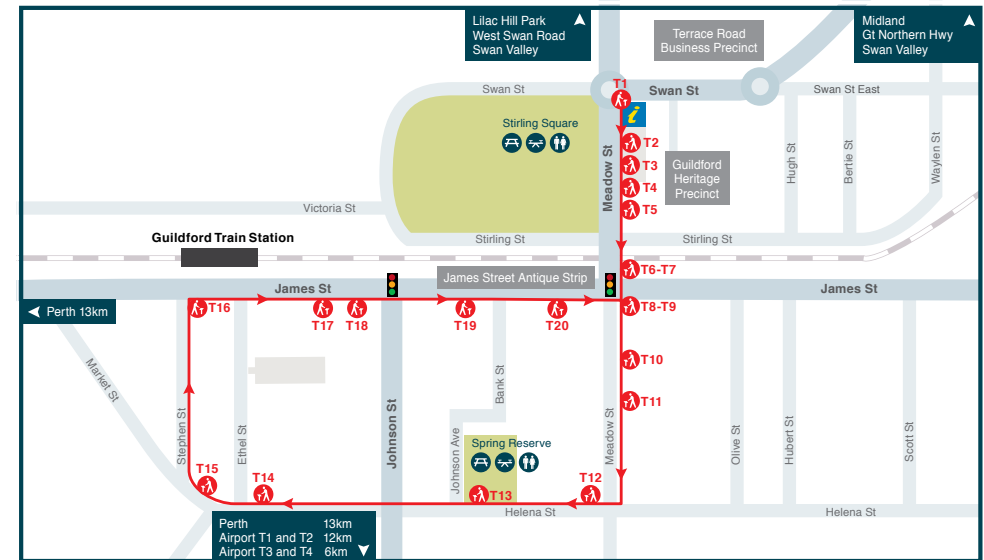 Lilac Hill Park
West Swan Road
Swan Valley
Terrace Road
Business Precinct
Midland
Gt Northern Hwy
Swan Valley
T1
Swan St
Swan St
Swan St East
i
Stirling Square
T2
T3
T4
T5
Meadow St
Guildford
Heritage
Precinct
Hugh St
Bertie St
Waylen St
Victoria St
Stirling St
Stirling St
Guildford Train Station
T6-T7
James Street Antique Strip
James St
James St
Perth 13km
T16
T17
T18
T19
T20
T8-T9
T10
T11
Market St
Stephen St
Ethel St
Johnson St
Bank St
Johnson Ave
Meadow St
Olive St
Hubert St
Scott St
Spring Reserve
T15
T14
T13
T12
Helena St
Helena St
Perth 13km
Airport T1 and T2 12km
Airport T3 and T4 6km